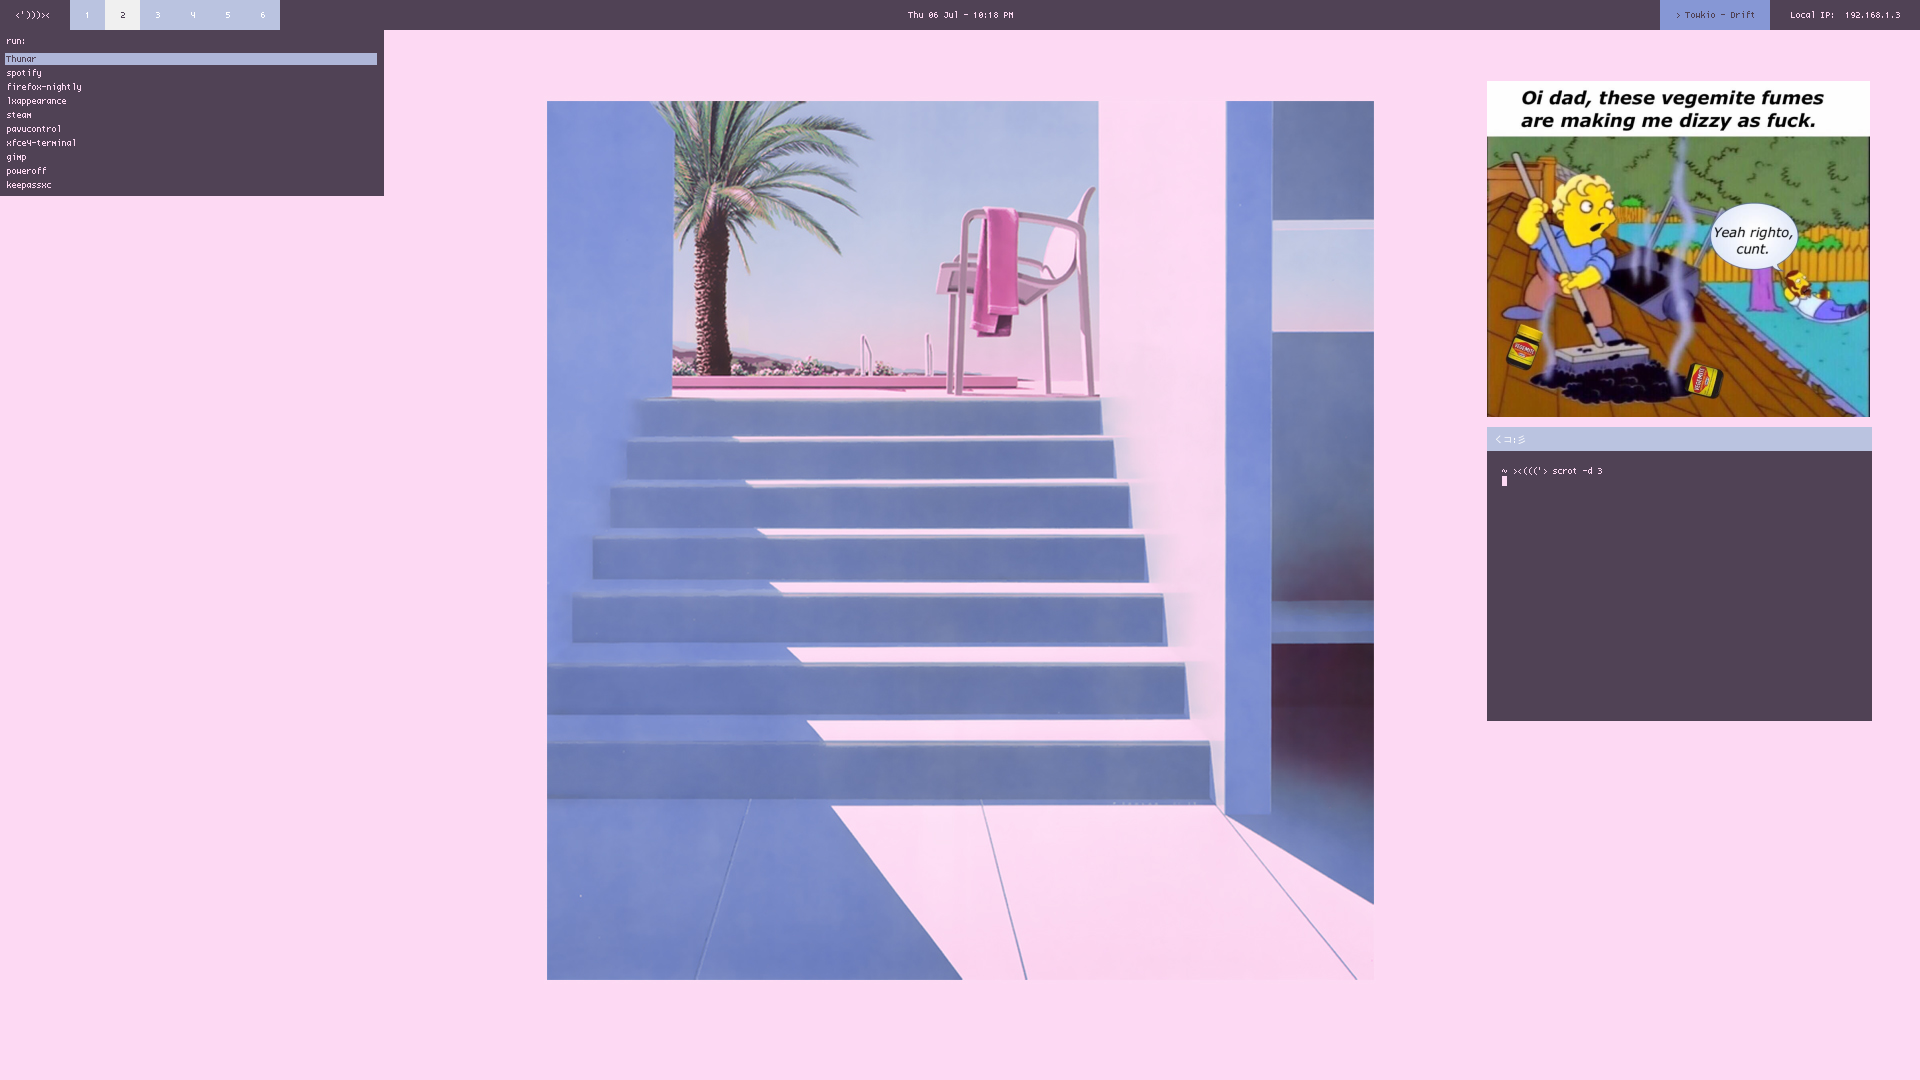 <')))><
1 2 3 4 5 6
Thu 06 Jul - 10:18 PM
> Towkio - Drift
Local IP: 192.168.1.3
run:
Thunar
spotify
firefox-nightly
lxappearance
steam
pavucontrol
xfce4-terminal
gimp
poweroff
keepassxc
Oi dad, these vegemite fumes
are making me dizzy as fuck.
Yeah righto,
cunt.
VEGEMITE
VEGEMITE
く コ:彡
~ ><((('> scrot -d 3